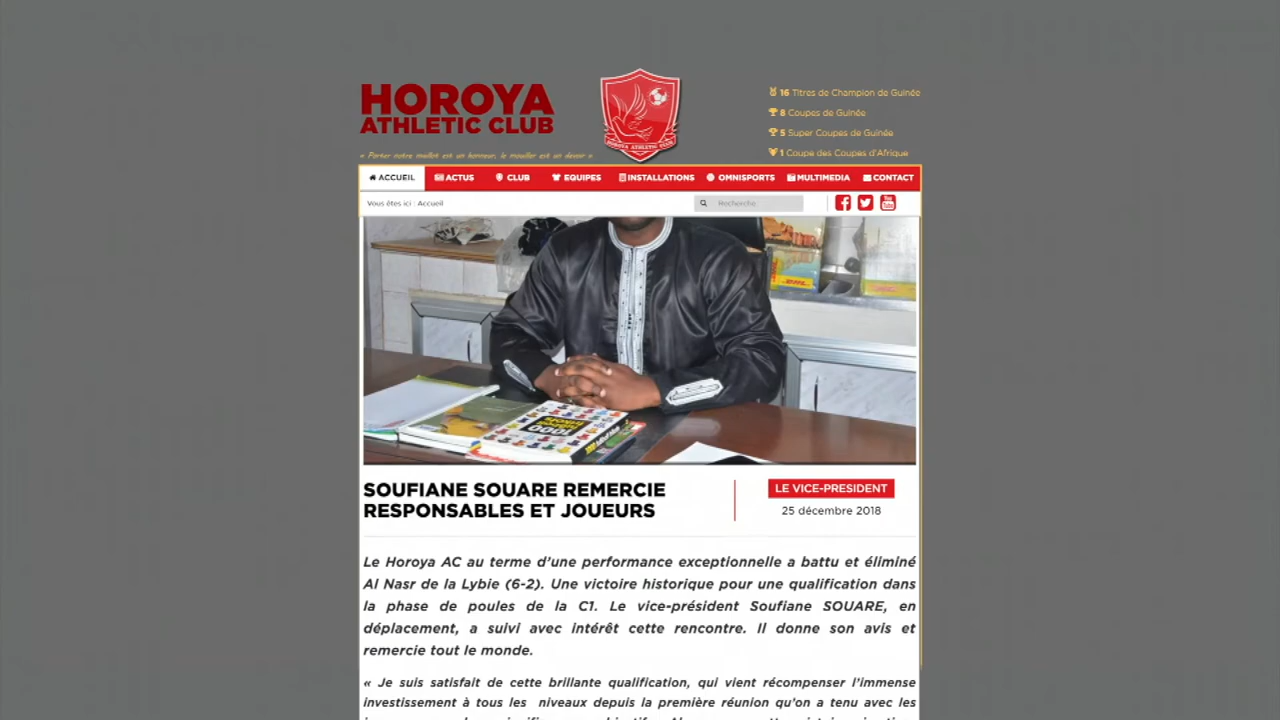 HOROYA
ATHLETIC CLUB
« Porter notre maillot est un honneur, le mouiller est un devoir »
HOROYA ATHLETIC CLUB
16 Titres de Champion de Guinée
8 Coupes de Guinée
5 Super Coupes de Guinée
1 Coupe des Coupes d'Afrique
ACCUEIL ACTUS CLUB EQUIPES INSTALLATIONS OMNISPORTS MULTIMEDIA CONTACT
Vous êtes ici : Accueil
Recherche
You Tube
DHL
1000
SOUFIANE SOUARE REMERCIE
RESPONSABLES ET JOUEURS
LE VICE-PRESIDENT
25 décembre 2018
Le Horoya AC au terme d'une performance exceptionnelle a battu et éliminé
Al Nasr de la Lybie (6-2). Une victoire historique pour une qualification dans
la phase de poules de la C1. Le vice-président Soufiane SOUARE, en
déplacement, a suivi avec intérêt cette rencontre. Il donne son avis et
remercie tout le monde.
« Je suis satisfait de cette brillante qualification, qui vient récompenser l'immense
investissement à tous les niveaux depuis la première réunion qu'on a tenu avec les